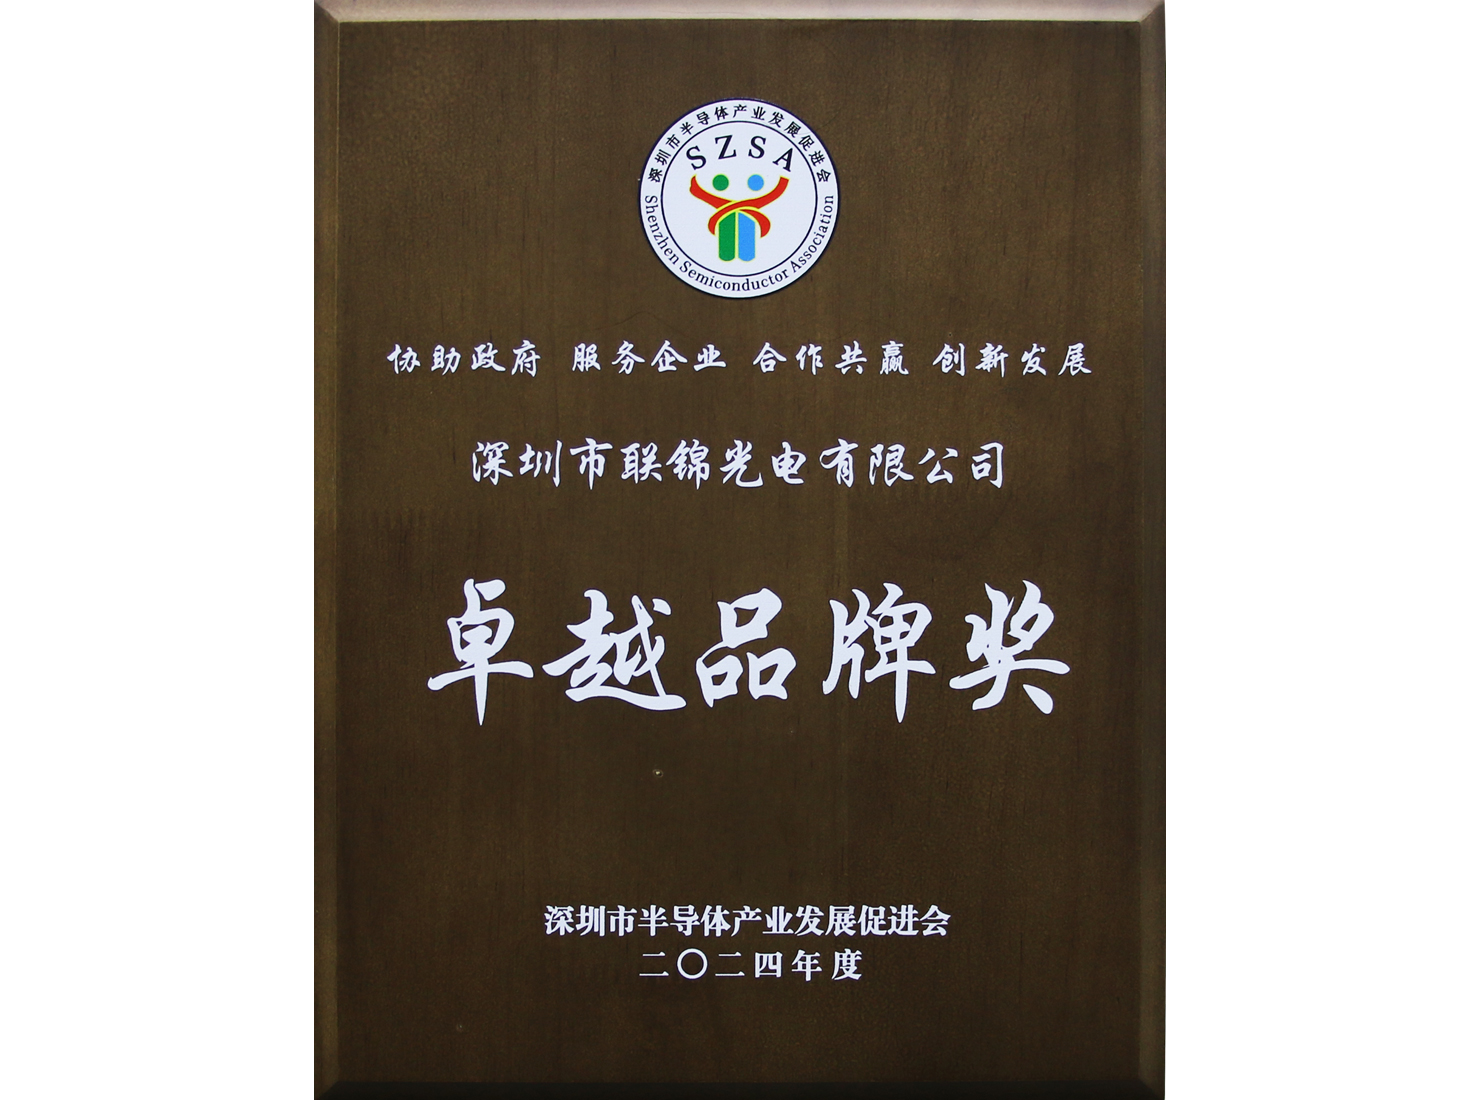 深圳市半导体产业发展促进会
SZSA
Shenzhen Semiconductor Association
协助政府 服务企业 合作共赢 创新发展
深圳市联锦光电有限公司
卓越品牌奖
深圳市半导体产业发展促进会
二〇二四年度